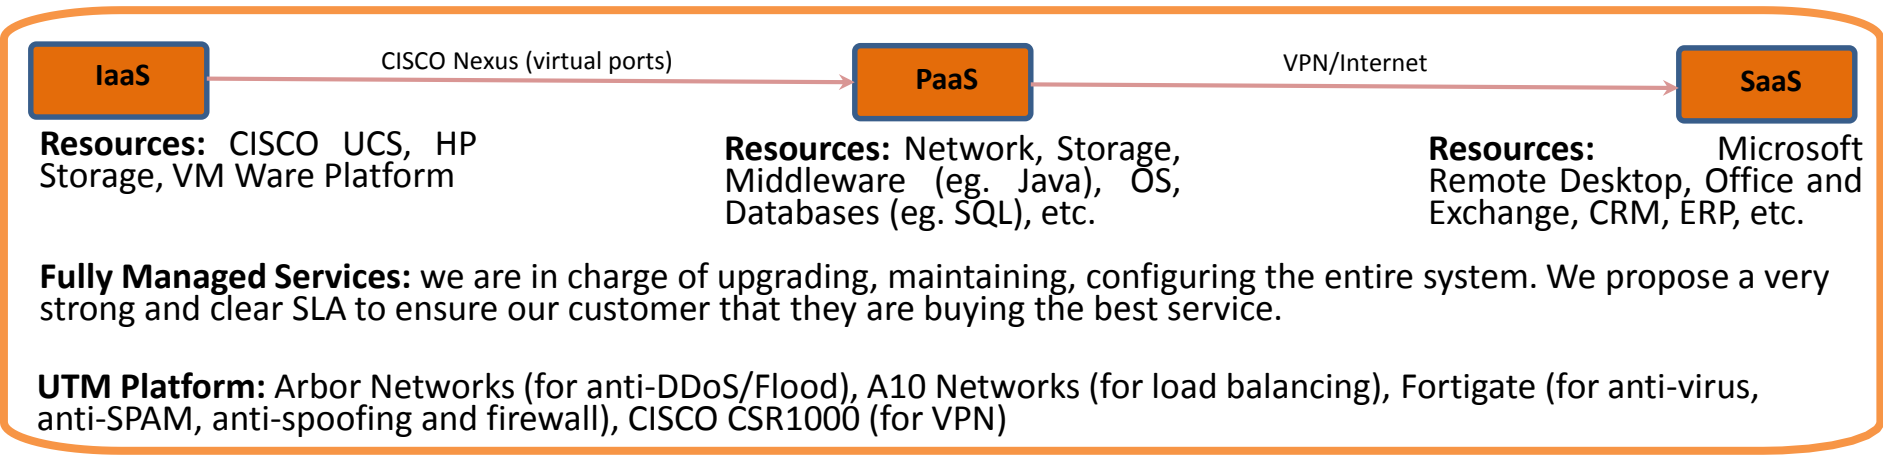 IaaS
CISCO Nexus (virtual ports)
PaaS
VPN/Internet
SaaS
Resources: CISCO UCS, HP
Storage, VM Ware Platform
Resources: Network, Storage,
Middleware (eg. Java), OS,
Databases (eg. SQL), etc.
Resources: Microsoft
Remote Desktop, Office and
Exchange, CRM, ERP, etc.
Fully Managed Services: we are in charge of upgrading, maintaining, configuring the entire system. We propose a very
strong and clear SLA to ensure our customer that they are buying the best service.
UTM Platform: Arbor Networks (for anti-DDoS/Flood), A10 Networks (for load balancing), Fortigate (for anti-virus,
anti-SPAM, anti-spoofing and firewall), CISCO CSR1000 (for VPN)